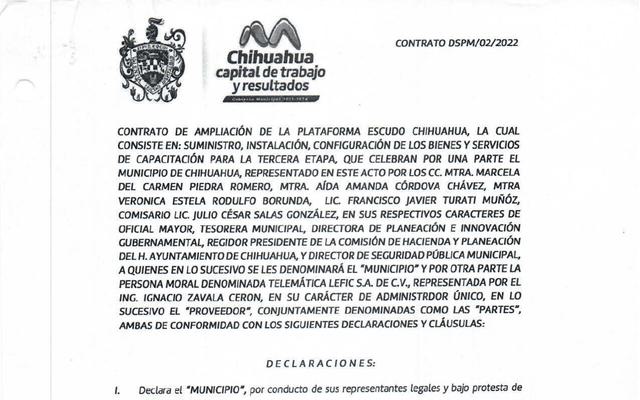 CONTRATO DSPM/02/2022
Chihuahua
capital de trabajo
y resultados
CONTRATO DE AMPLIACIÓN DE LA PLATAFORMA ESCUDO CHIHUAHUA, LA CUAL
CONSISTE EN: SUMINISTRO, INSTALACIÓN, CONFIGURACIÓN DE LOS BIENES Y SERVICIOS
DE CAPACITACIÓN PARA LA TERCERA ETAPA, QUE CELEBRAN POR UNA PARTE EL
MUNICIPIO DE CHIHUAHUA, REPRESENTADO EN ESTE ACTO POR LOS CC. MTRA. MARCELA
DEL CARMEN PIEDRA ROMERO, MTRA. AÍDA AMANDA CÓRDOVA CHÁVEZ, MTRA
VERONICA ESTELA RODULFO BORUNDA, LIC. FRANCISCO JAVIER TURATI MUÑÓZ,
COMISARIO LIC. JULIO CÉSAR SALAS GONZÁLEZ, EN SUS RESPECTIVOS CARACTERES DE
OFICIAL MAYOR, TESORERA MUNICIPAL, DIRECTORA DE PLANEACIÓN E INNOVACIÓN
GUBERNAMENTAL, REGIDOR PRESIDENTE DE LA COMISIÓN DE HACIENDA Y PLANEACIÓN
DEL H. AYUNTAMIENTO DE CHIHUAHUA, Y DIRECTOR DE SEGURIDAD PÚBLICA MUNICIPAL,
A QUIENES EN LO SUCESIVO SE LES DENOMINARÁ EL "MUNICIPIO" Y POR OTRA PARTE LA
PERSONA MORAL DENOMINADA TELEMÁTICA LEFIC S.A. DE C.V., REPRESENTADA POR EL
ING. IGNACIO ZAVALA CERON, EN SU CARÁCTER DE ADMINISTRDOR ÚNICO, EN LO
SUCESIVO EL "PROVEEDOR", CONJUNTAMENTE DENOMINADAS COMO LAS "PARTES",
AMBAS DE CONFORMIDAD CON LOS SIGUIENTES DECLARACIONES Y CLÁUSULAS:
DECLARACIONES:
I. Declara el "MUNICIPIO", por conducto de sus representantes legales y bajo protesta de